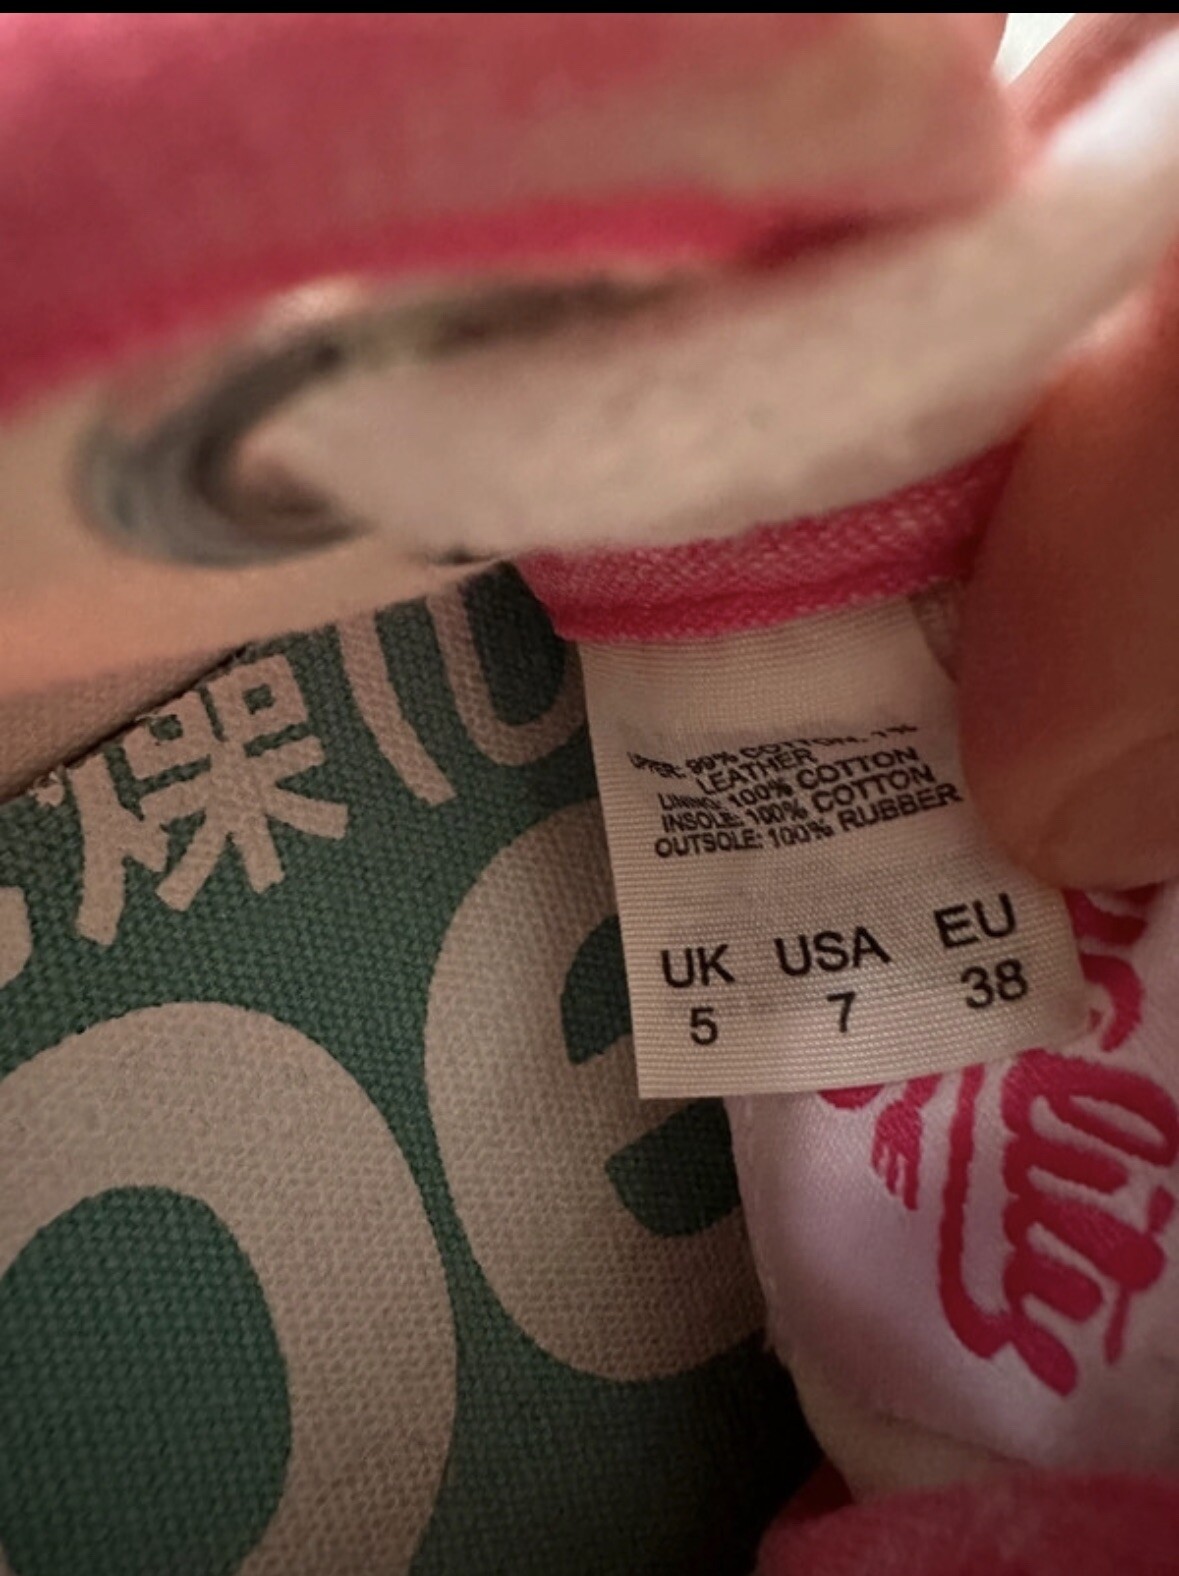 UPPER: 99% COTTON, 1%
LEATHER
LINING: 100% COTTON
INSOLE: 100% COTTON
OUTSOLE: 100% RUBBER
UK USA EU
5 7 38